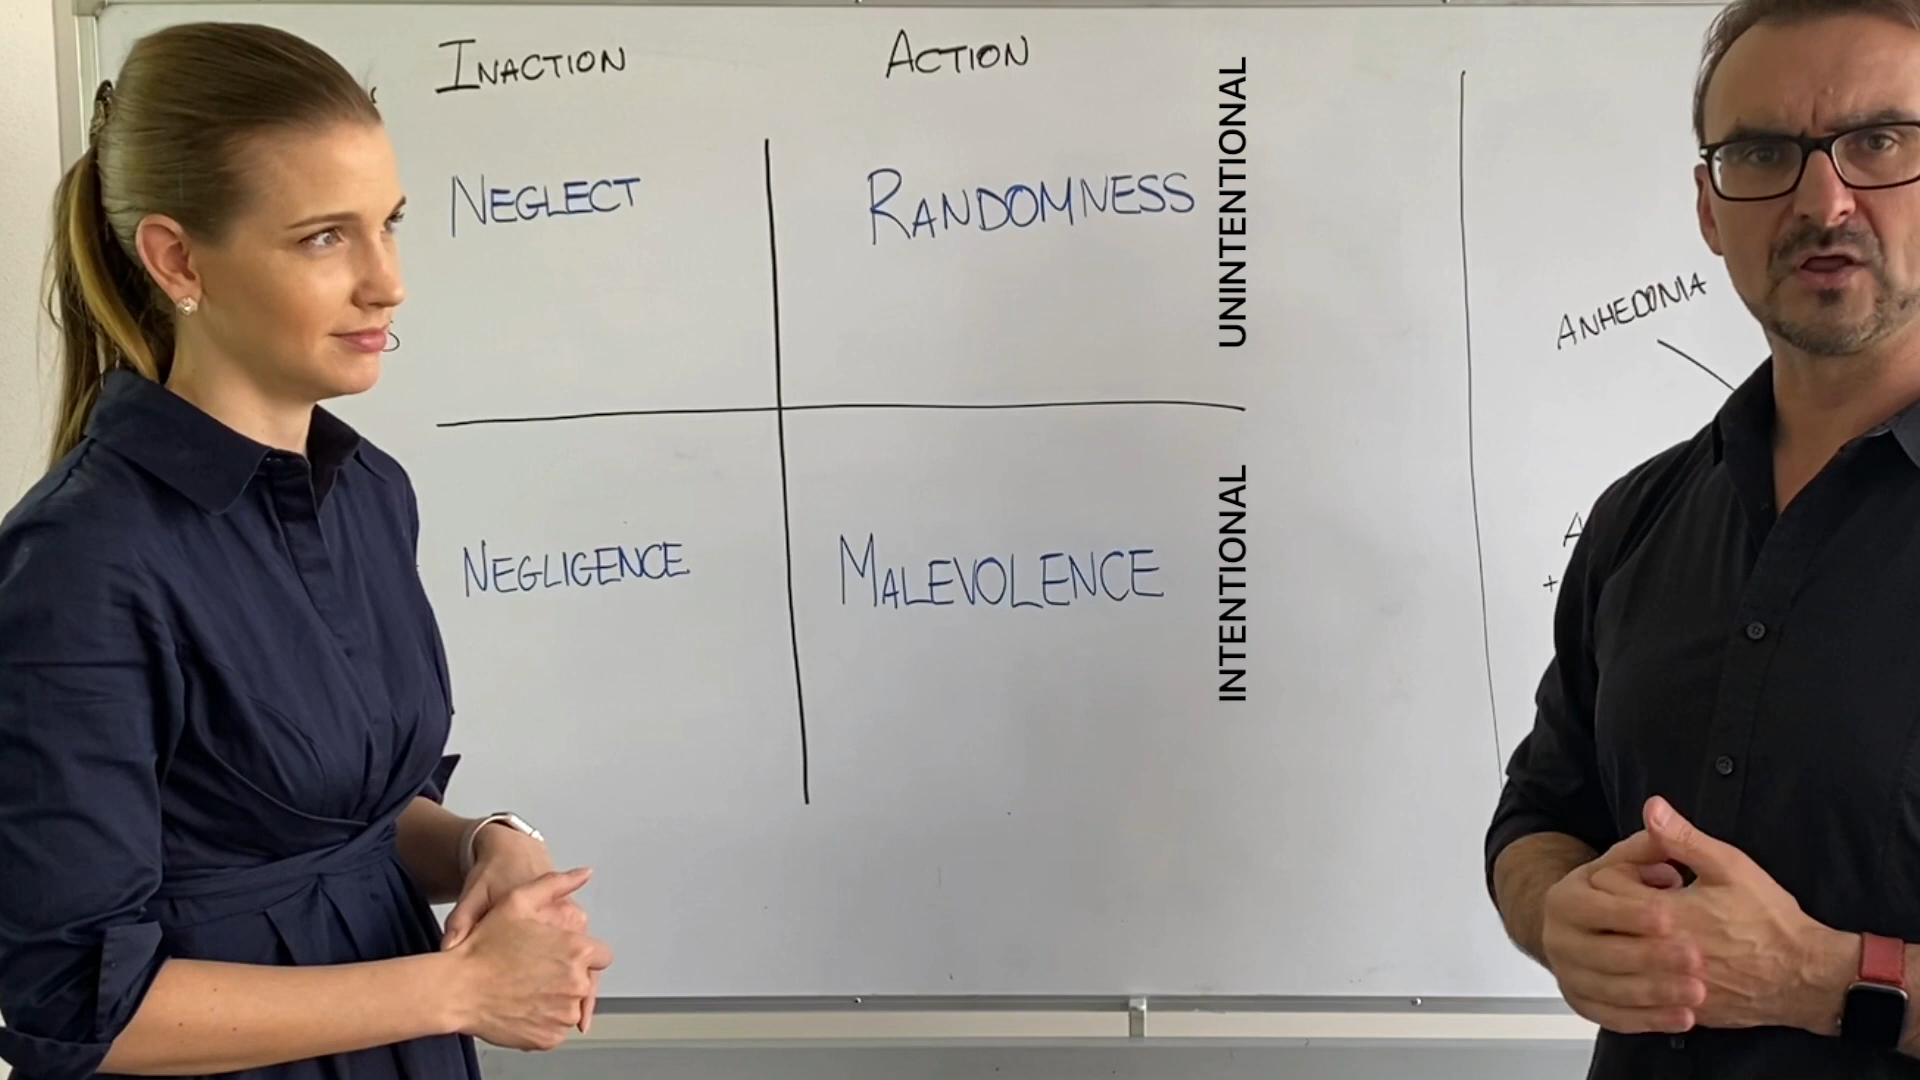 INACTION
ACTION
NEGLECT
RANDOMNESS
UNINTENTIONAL
ANHEDONIA
NEGLIGENCE
MALEVOLENCE
INTENTIONAL
A
+